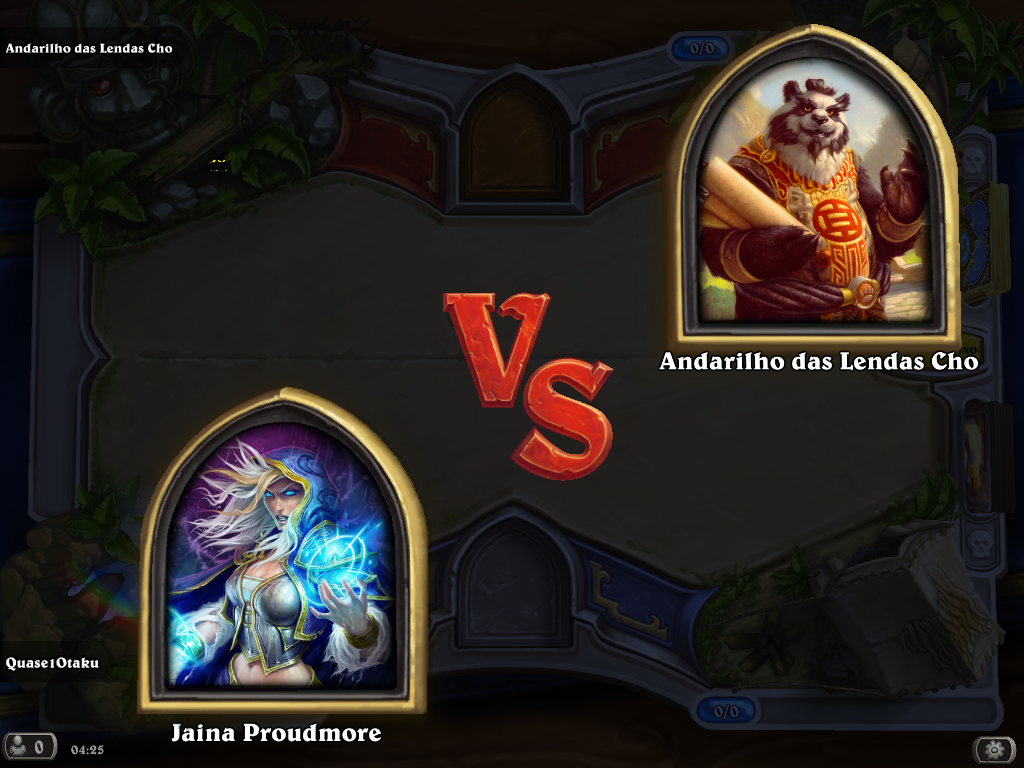 Andarilho das Lendas Cho
0/0
VS
Andarilho das Lendas Cho
Quase1Otaku
Jaina Proudmore
0/0
0
04:25